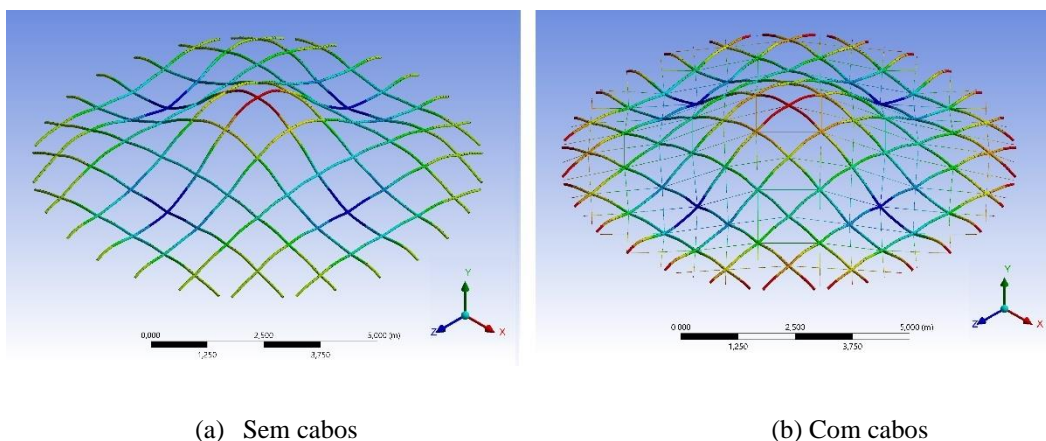 Y
Z
X
0,000
2,500
5,000 (m)
1,250
3,750
Y
Z
X
0,000
2,500
5,000 (m)
1,250
3,750
(a) Sem cabos
(b) Com cabos